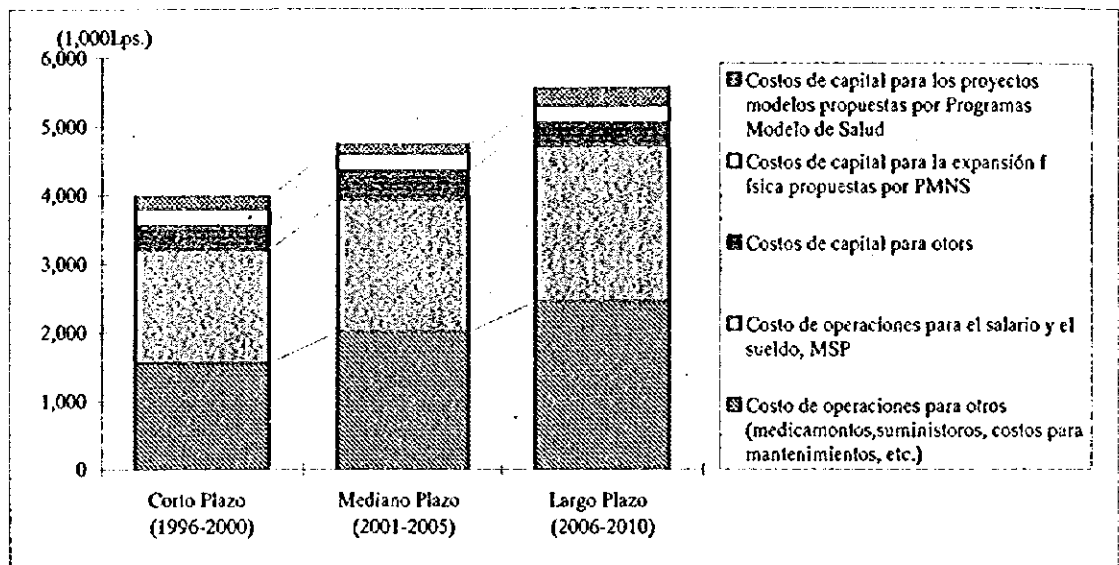 (1,000Lps.)
6,000
5,000
4,000
3,000
2,000
1,000
0
Corto Plazo
(1996-2000)
Mediano Plazo
(2001-2005)
Largo Plazo
(2006-2010)
Costos de capital para los proyectos
modelos propuestas por Programas
Modelo de Salud
Costos de capital para la expansión f
ísica propuestas por PMNS
Costos de capital para otors
Costo de operaciones para el salario y el
sueldo, MSP
Costo de operaciones para otros
(medicamontos,suministoros, costos para
mantenimientos, etc.)